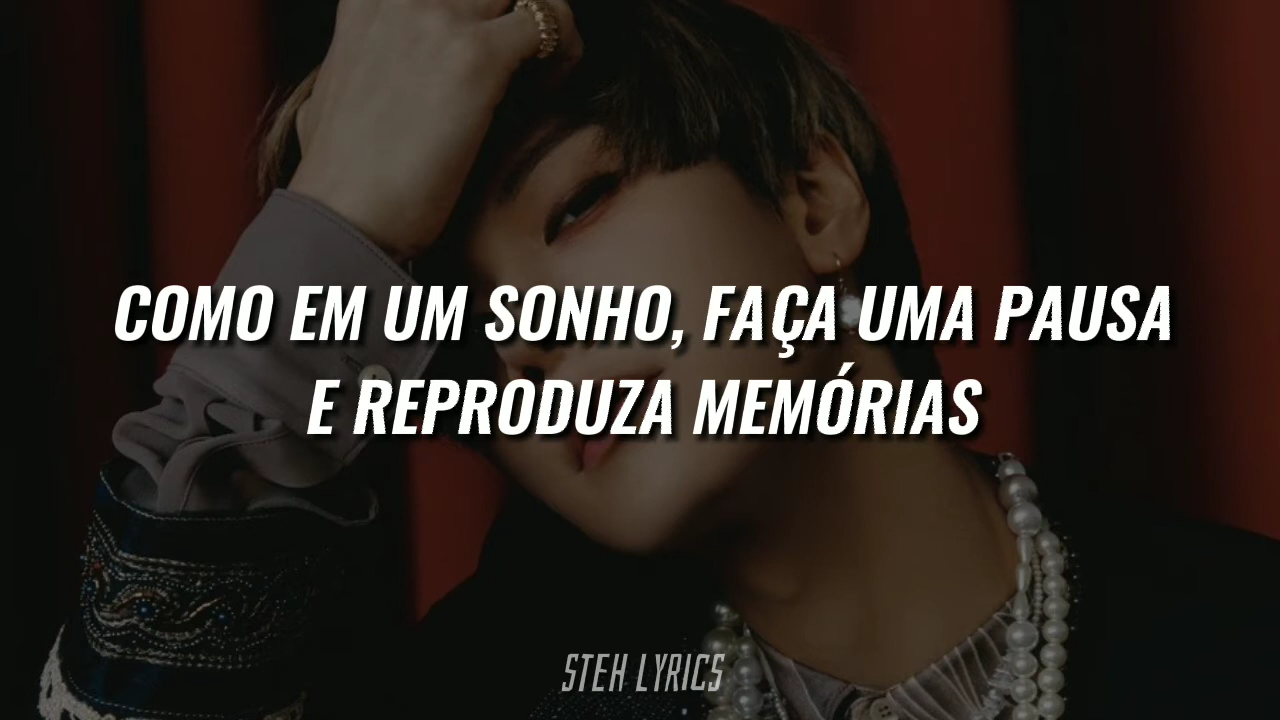 COMO EM UM SONHO, FAÇA UMA PAUSA
E REPRODUZA MEMÓRIAS
STEH LYRICS